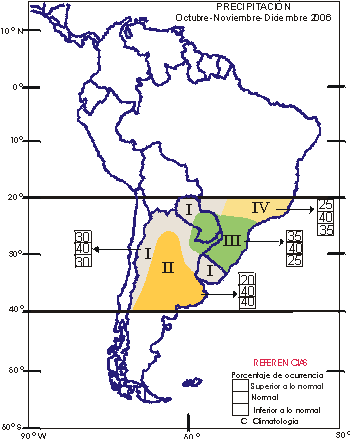 PRECIPITACIÓN
Octubre-Noviembre-Diciembre 2006
10°N
0°
10°
20°
30°
40°
60°
60°S
90°W
60°
30°
I
IV
III
I
II
I
25
40
35
35
40
25
30
40
30
20
40
40
REFERENCIAS
Porcentaje de ocurrencia
Superior a lo normal
Normal
Inferior a lo normal
C Climatología